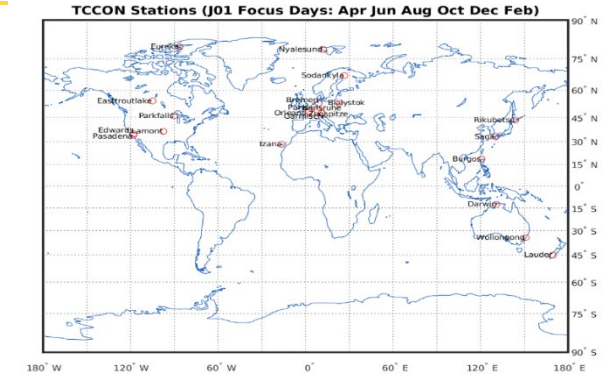 TCCON Stations (J01 Focus Days: Apr Jun Aug Oct Dec Feb)
90° N
Eureka
Nyalesund
75° N
Sodankyla
60° N
Easttroutlake
Bremen
Bialystok
Orleans
45° N
Parkfalls
Rikubetsu
Edwards
Lamont
Pasadena
Saga
30° N
Izana
Burgos
15° N
0°
Darwin
15° S
30° S
Wollongong
45° S
Lauder
60° S
75° S
90° S
180° W
120° W
60° W
0°
60° E
120° E
180° E